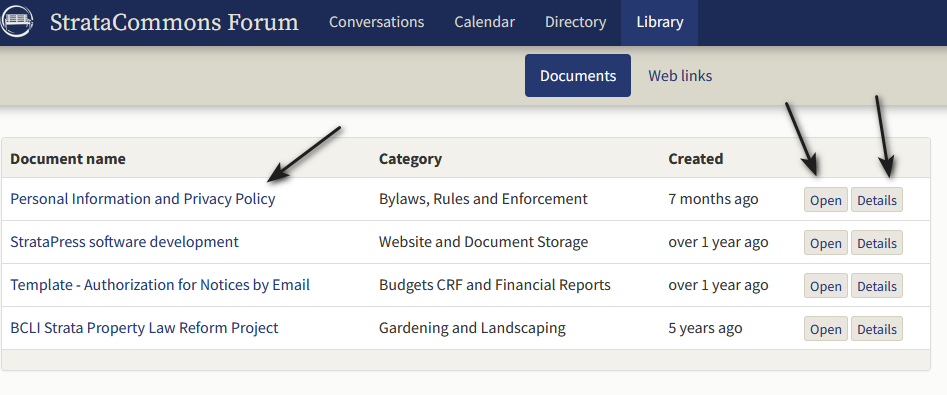 StrataCommons Forum Conversations Calendar Directory Library
Documents Web links
Document name Category Created
Personal Information and Privacy Policy Bylaws, Rules and Enforcement 7 months ago Open Details
StrataPress software development Website and Document Storage over 1 year ago Open Details
Template - Authorization for Notices by Email Budgets CRF and Financial Reports over 1 year ago Open Details
BCLI Strata Property Law Reform Project Gardening and Landscaping 5 years ago Open Details